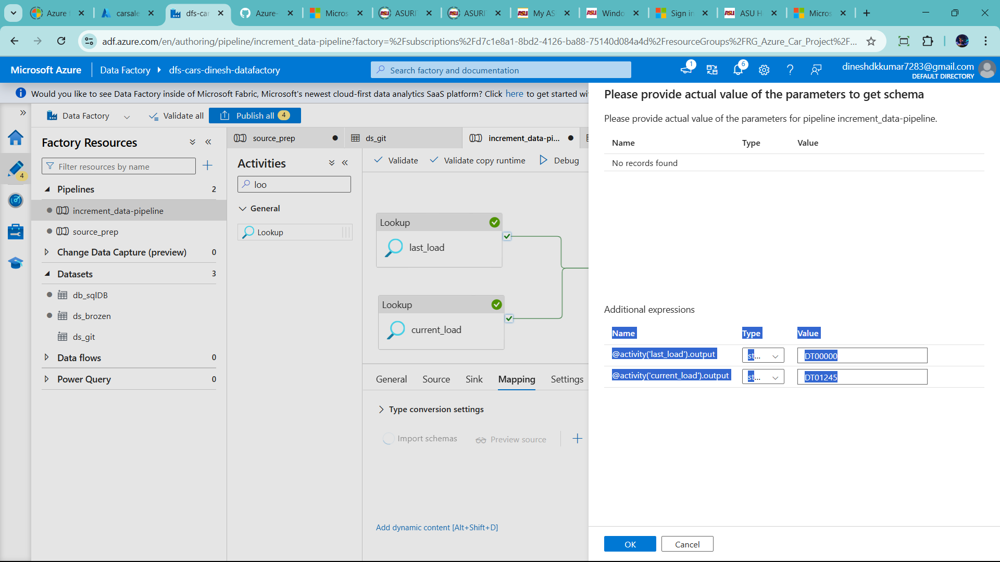 Azure
carsale
dfs-car
Azure-
Micros
ASURI
ASURI
My AS
Windo
Sign in
ASU H
Micros
adf.azure.com/en/authoring/pipeline/increment_data-pipeline?factory=%2Fsubscriptions%2Fd7c1e8a1-8bd2-4126-ba88-75140d084a4d%2FresourceGroups%2FRG_Azure_Car_Project%2F...
Microsoft Azure
Data Factory
dfs-cars-dinesh-datafactory
Search factory and documentation
1
6
dineshdkkumar7283@gmail.com
DEFAULT DIRECTORY
Would you like to see Data Factory inside of Microsoft Fabric, Microsoft's newest cloud-first data analytics SaaS platform? Click here to get started wi
Data Factory
Validate all
Publish all 4
4
Factory Resources
Filter resources by name
Pipelines 2
increment_data-pipeline
source_prep
Change Data Capture (preview) 0
Datasets 3
db_sqlDB
ds_brozen
ds_git
Data flows 0
Power Query 0
source_prep
ds_git
increment_data-pi...
Activities
loo
General
Lookup
Validate
Validate copy runtime
Debug
Lookup
last_load
Lookup
current_load
General
Source
Sink
Mapping
Settings
Type conversion settings
Import schemas
Preview source
Add dynamic content [Alt+Shift+D]
Please provide actual value of the parameters to get schema
Please provide actual value of the parameters for pipeline increment_data-pipeline.
Name Type Value
No records found
Additional expressions
Name Type Value
@activity('last_load').output st... DT00000
@activity('current_load').output st... DT01245
OK
Cancel